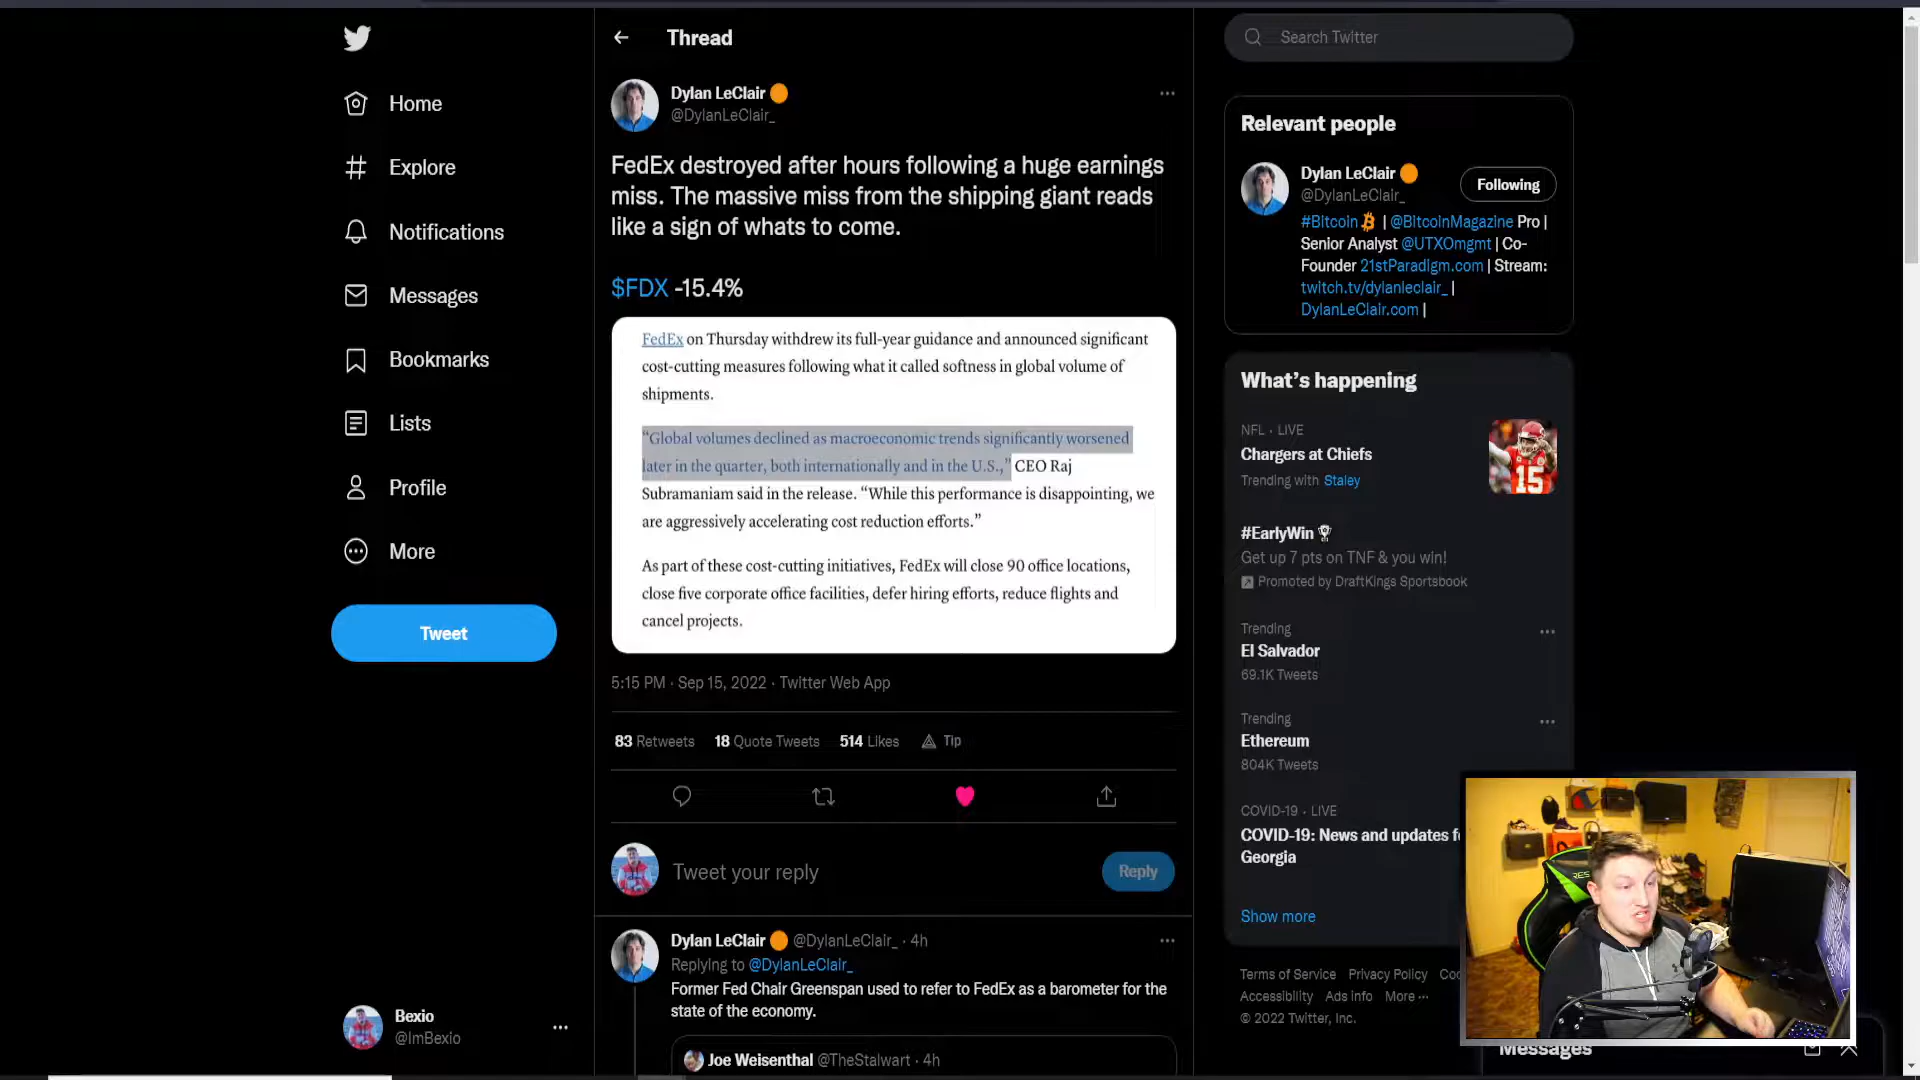 Home
Explore
Notifications
Messages
Bookmarks
Lists
Profile
More
Tweet
Bexio
@ImBexio
Thread
Dylan LeClair
@DylanLeClair_
FedEx destroyed after hours following a huge earnings
miss. The massive miss from the shipping giant reads
like a sign of whats to come.
$FDX -15.4%
FedEx on Thursday withdrew its full-year guidance and announced significant
cost-cutting measures following what it called softness in global volume of
shipments.
“Global volumes declined as macroeconomic trends significantly worsened
later in the quarter, both internationally and in the U.S.,” CEO Raj
Subramaniam said in the release. “While this performance is disappointing, we
are aggressively accelerating cost reduction efforts.”
As part of these cost-cutting initiatives, FedEx will close 90 office locations,
close five corporate office facilities, defer hiring efforts, reduce flights and
cancel projects.
5:15 PM · Sep 15, 2022 · Twitter Web App
83 Retweets 18 Quote Tweets 514 Likes Tip
Tweet your reply
Reply
Dylan LeClair @DylanLeClair_ · 4h
Replying to @DylanLeClair_
Former Fed Chair Greenspan used to refer to FedEx as a barometer for the
state of the economy.
Joe Weisenthal @TheStalwart · 4h
Search Twitter
Relevant people
Dylan LeClair
@DylanLeClair_
Following
#Bitcoin | @BitcoinMagazine Pro |
Senior Analyst @UTXOmgmt | Co-
Founder 21stParadigm.com | Stream:
twitch.tv/dylanleclair_ |
DylanLeClair.com |
What’s happening
NFL · LIVE
Chargers at Chiefs
Trending with Staley
15
#EarlyWin
Get up 7 pts on TNF & you win!
Promoted by DraftKings Sportsbook
Trending
El Salvador
69.1K Tweets
Trending
Ethereum
804K Tweets
COVID-19 · LIVE
COVID-19: News and updates f
Georgia
Show more
Terms of Service Privacy Policy Coo
Accessibility Ads info More ···
© 2022 Twitter, Inc.
RES
Messages